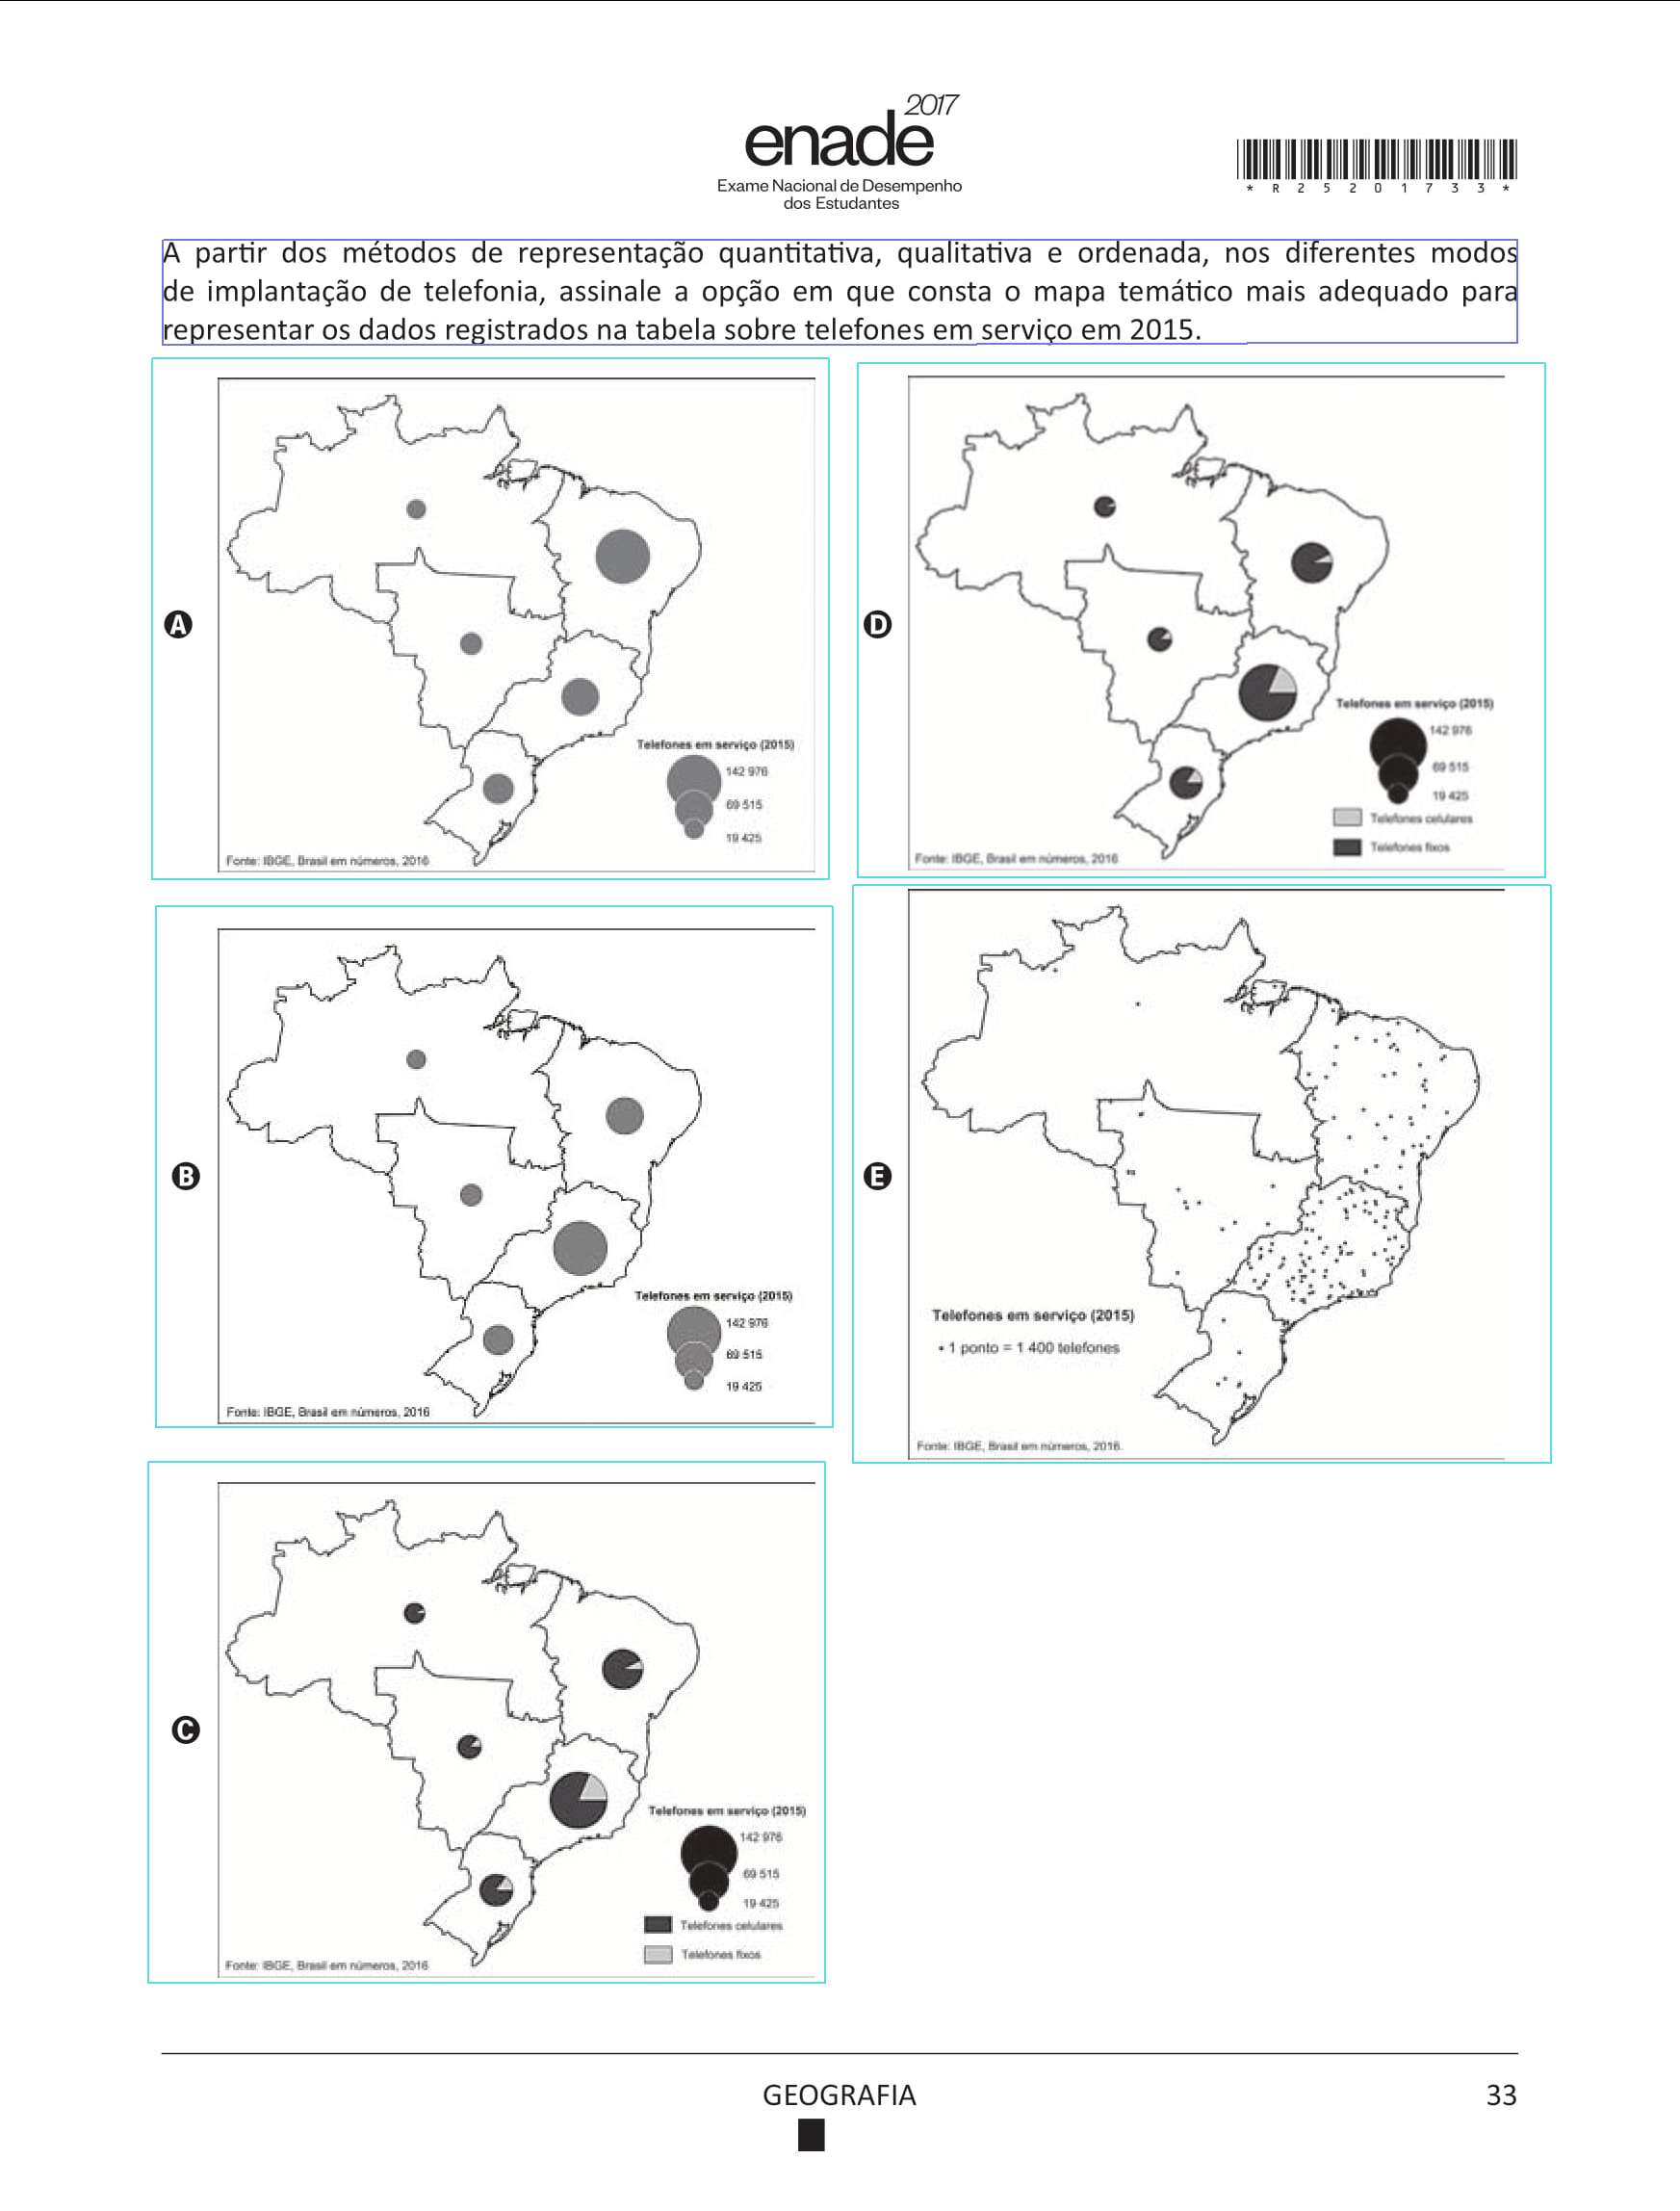 2017
enade
Exame Nacional de Desempenho
dos Estudantes
* R 2 5 2 0 1 7 3 3 *
A partir dos métodos de representação quantitativa, qualitativa e ordenada, nos diferentes modos
de implantação de telefonia, assinale a opção em que consta o mapa temático mais adequado para
representar os dados registrados na tabela sobre telefones em serviço em 2015.
A
Telefones em serviço (2015)
142 976
69 515
19 425
Fonte: IBGE, Brasil em números, 2016
B
Telefones em serviço (2015)
142 976
69 515
19 425
Fonte: IBGE, Brasil em números, 2016
C
Telefones em serviço (2015)
142 976
69 515
19 425
Telefones celulares
Telefones fixos
Fonte: IBGE, Brasil em números, 2016
D
Telefones em serviço (2015)
142 976
69 515
19 425
Telefones celulares
Telefones fixos
Fonte: IBGE, Brasil em números, 2016
E
Telefones em serviço (2015)
• 1 ponto = 1 400 telefones
Fonte: IBGE, Brasil em números, 2016.
GEOGRAFIA
33